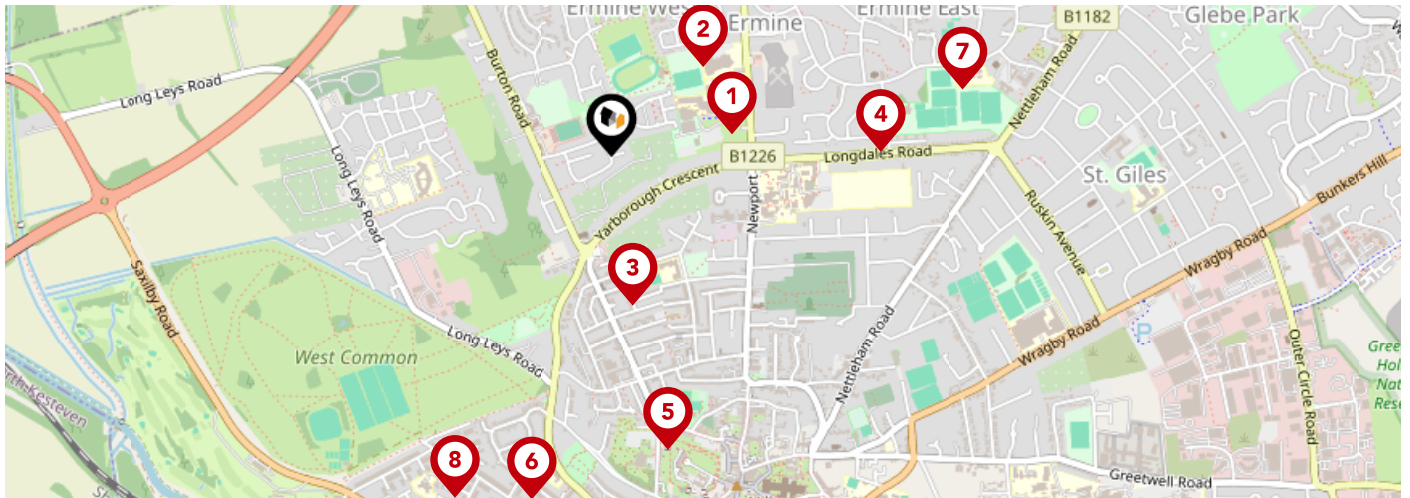 Ermine West
Ermine
Ermine East
B1182
Glebe Park
2
7
Long Leys Road
Burton Road
1
4
Nettleham Road
B1226
Longdales Road
Long Leys Road
Yarborough Crescent
Newport
St. Giles
Bunkers Hill
Ruskin Avenue
Wragby Road
3
Saxilby Road
West Common
Long Leys Road
Nettleham Road
Wragby Road
P
Outer Circle Road
5
8
6
Greetwell Road